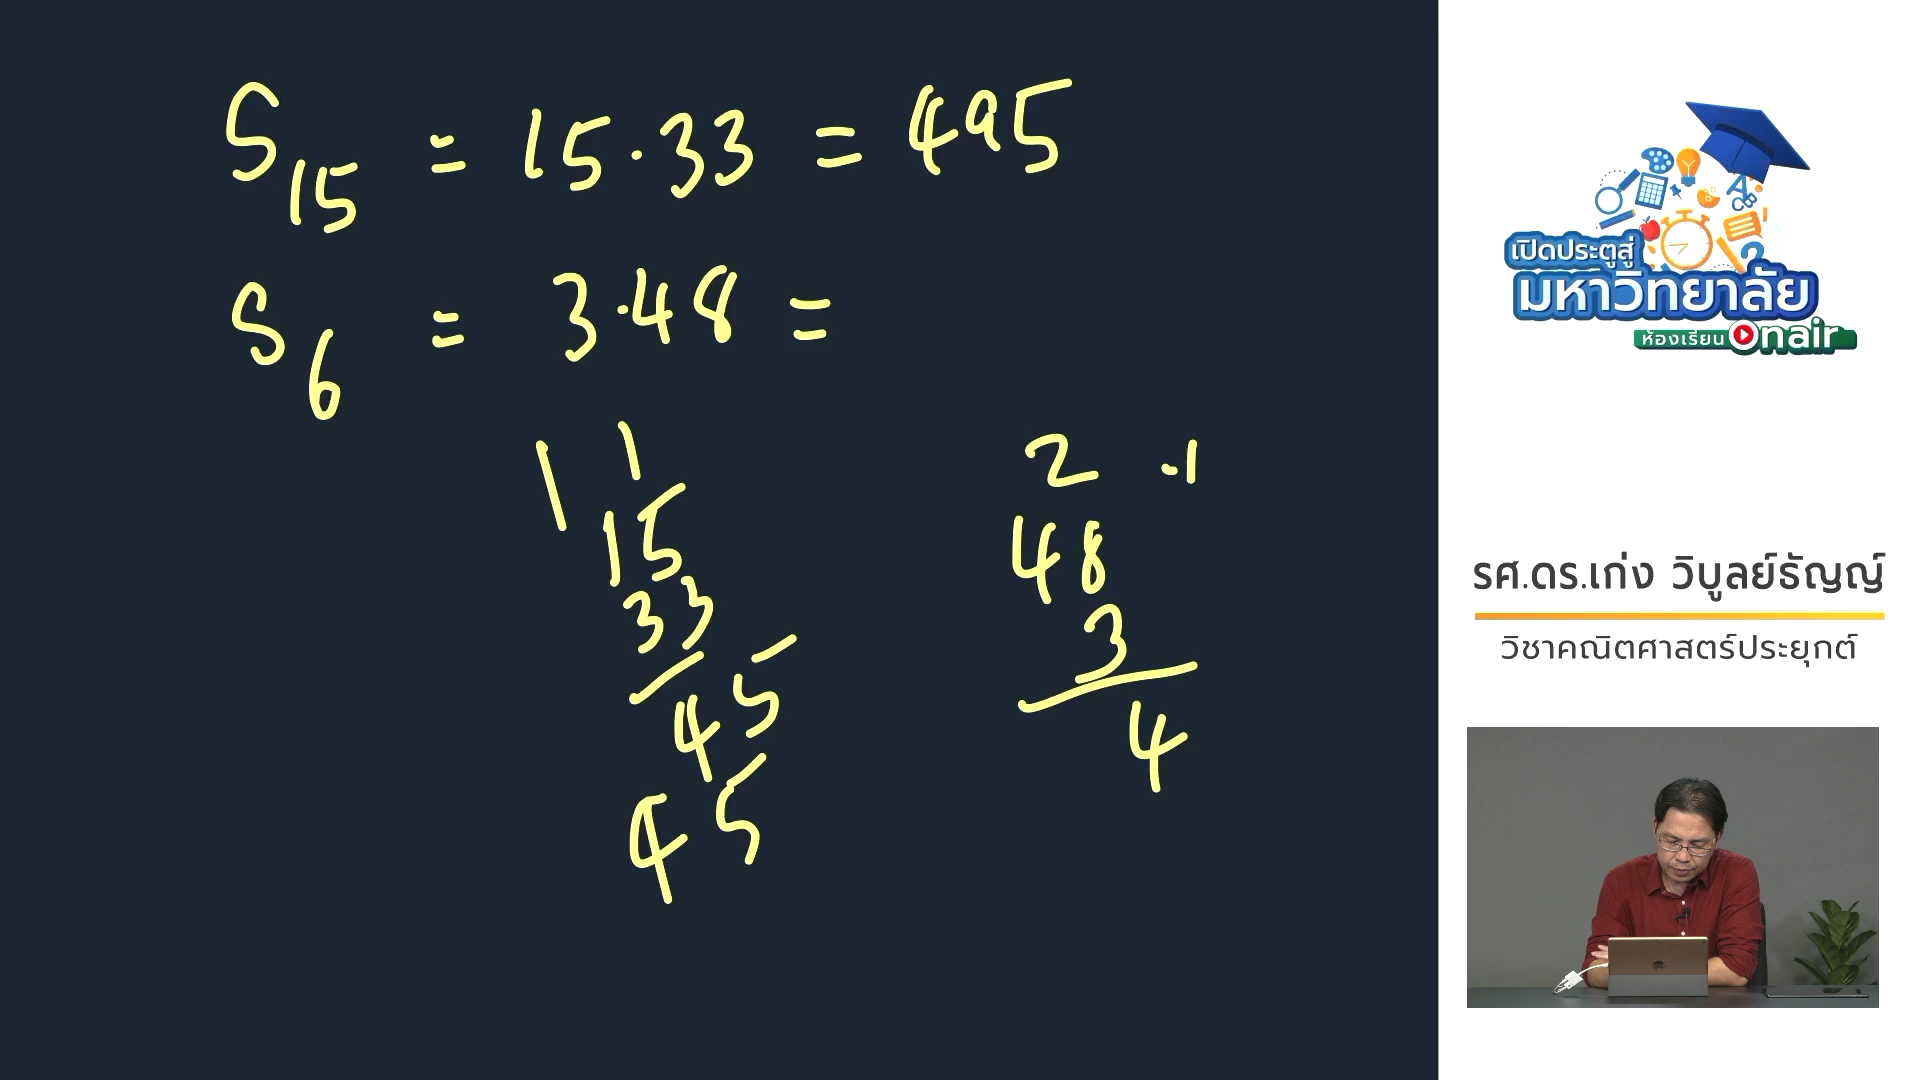 S15 = 15.33 = 495
S6 = 3.48 =
1 1
15
33
45
45
2 .1
48
3
4
เปิดประตูสู่
มหาวิทยาลัย
ห้องเรียน Onair
รศ.ดร.เก่ง วิบูลย์ธัญญ์
วิชาคณิตศาสตร์ประยุกต์